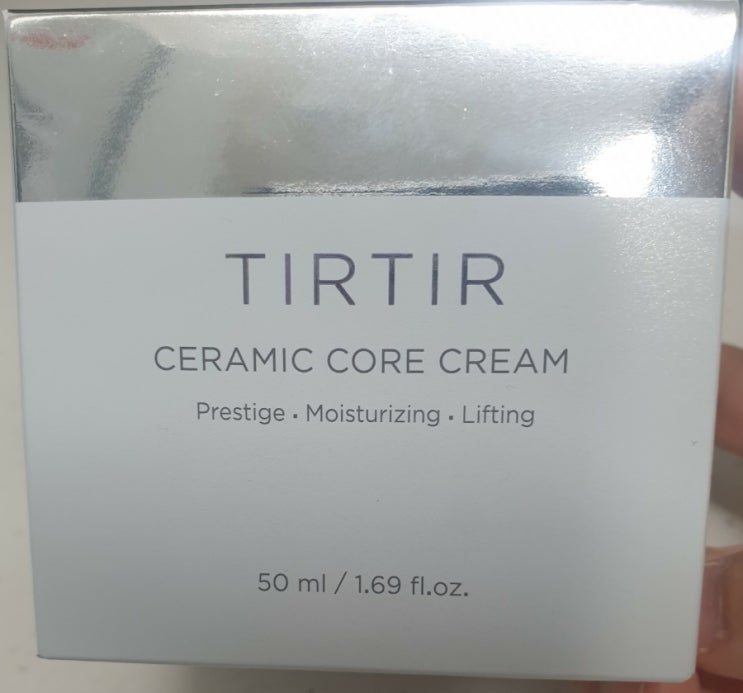 TIRTIR
CERAMIC CORE CREAM
Prestige · Moisturizing · Lifting
50 ml / 1.69 fl.oz.